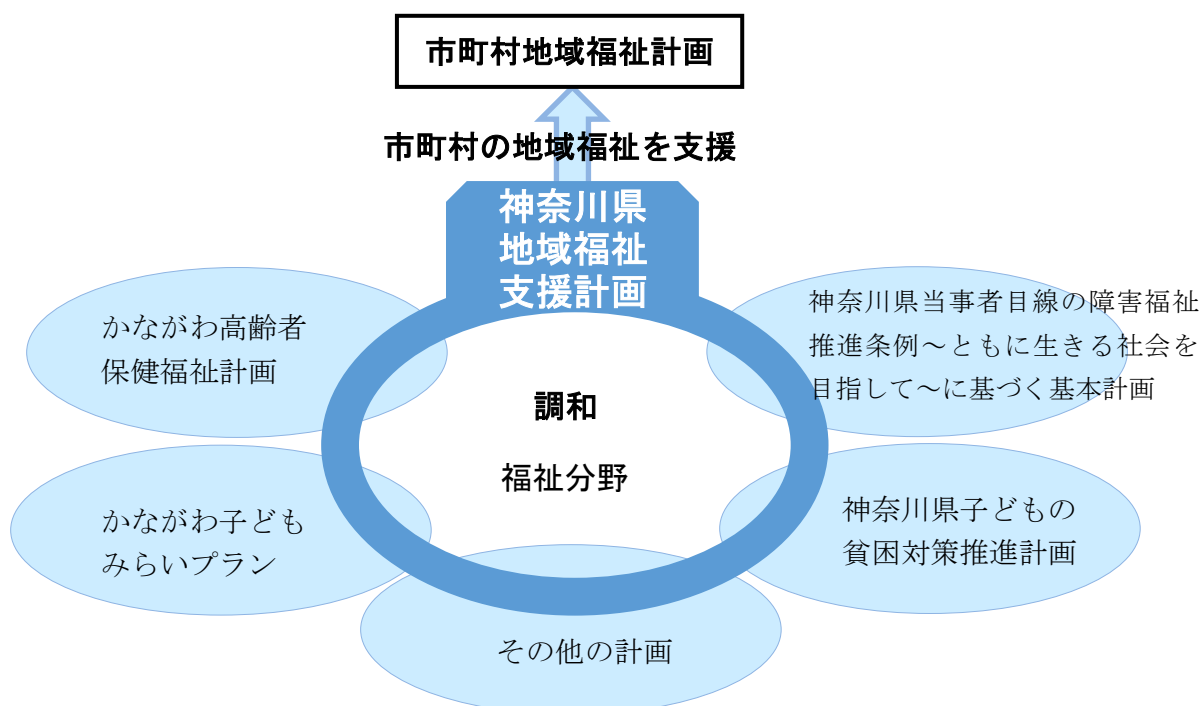 市町村地域福祉計画
市町村の地域福祉を支援
神奈川県
地域福祉
支援計画
かながわ高齢者
保健福祉計画
神奈川県当事者目線の障害福祉
推進条例~ともに生きる社会を
目指して~に基づく基本計画
調和
福祉分野
かながわ子ども
みらいプラン
神奈川県子どもの
貧困対策推進計画
その他の計画